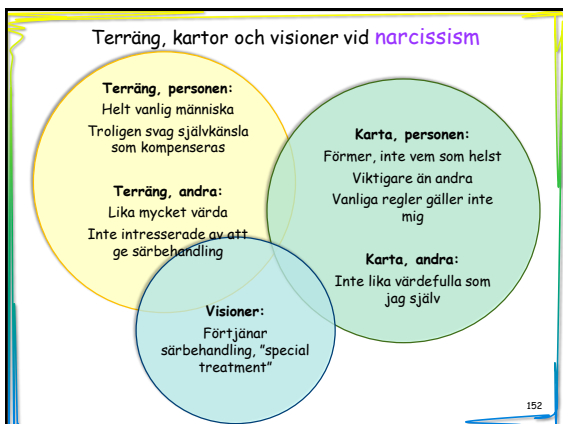 Terräng, kartor och visioner vid narcissism
Terräng, personen:
Helt vanlig människa
Troligen svag självkänsla
som kompenseras
Terräng, andra:
Lika mycket värda
Inte intresserade av att
ge särbehandling
Karta, personen:
Förmer, inte vem som helst
Viktigare än andra
Vanliga regler gäller inte
mig
Karta, andra:
Inte lika värdefulla som
jag själv
Visioner:
Förtjänar
särbehandling, ”special
treatment”
152